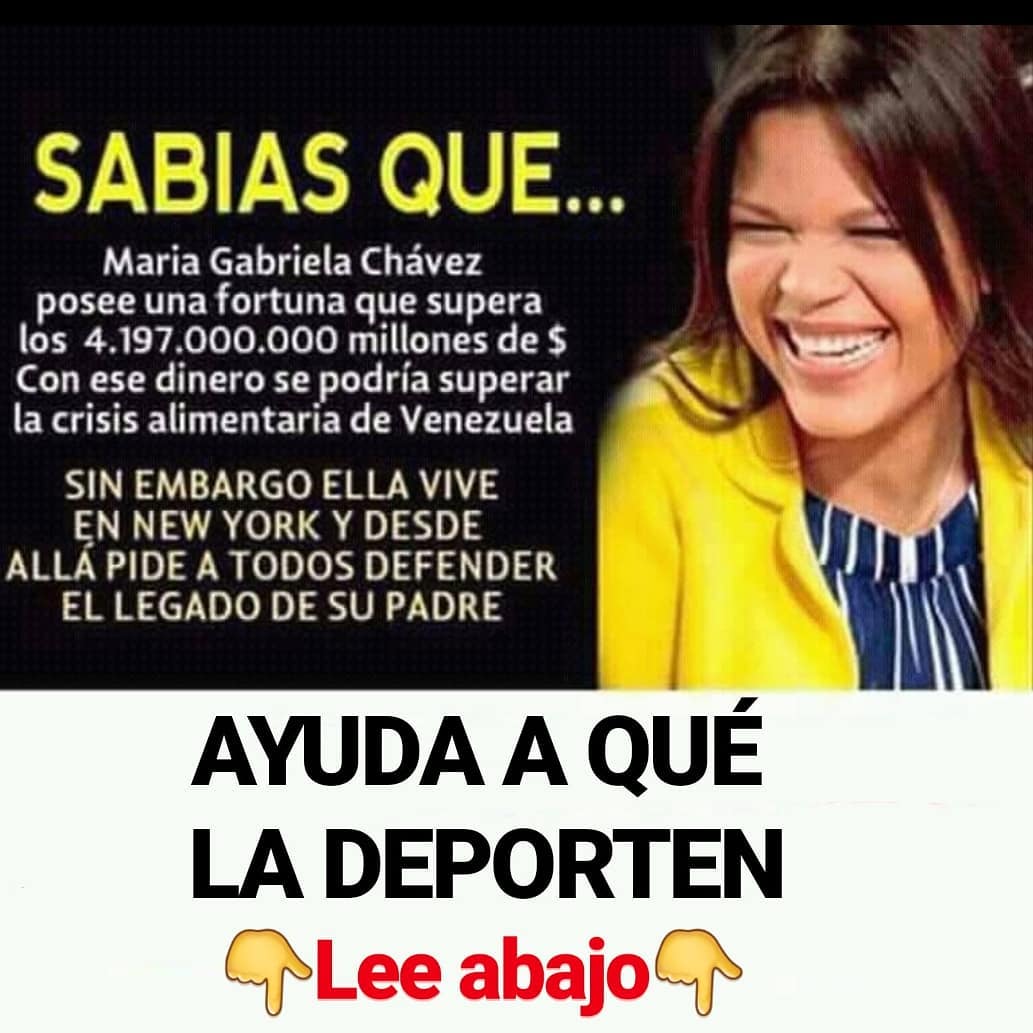 SABIAS QUE...
Maria Gabriela Chávez
posee una fortuna que supera
los 4.197.000.000 millones de $
Con ese dinero se podría superar
la crisis alimentaria de Venezuela
SIN EMBARGO ELLA VIVE
EN NEW YORK Y DESDE
ALLÁ PIDE A TODOS DEFENDER
EL LEGADO DE SU PADRE
AYUDA A QUÉ
LA DEPORTEN
👇Lee abajo👇